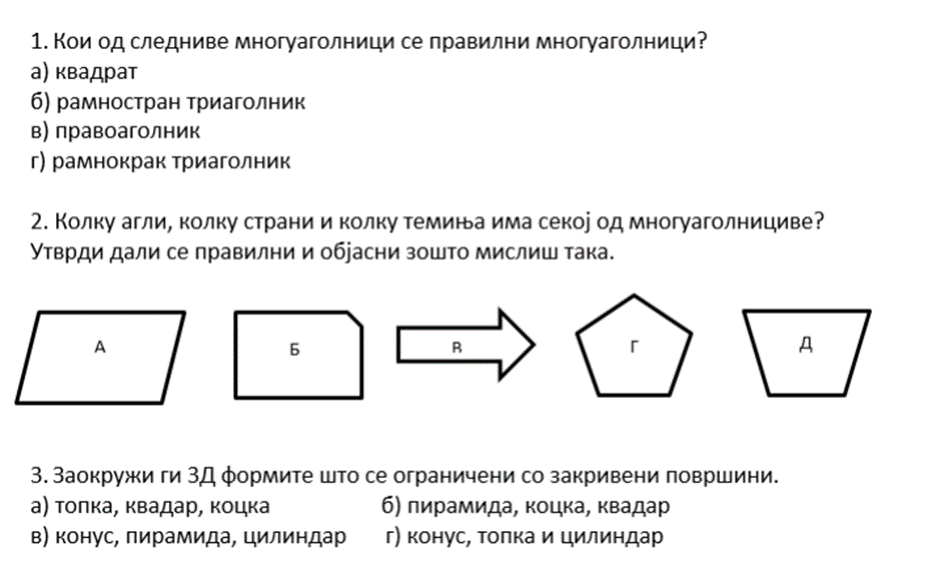 1. Кои од следниве многуаголници се правилни многуаголници?
а) квадрат
б) рамностран триаголник
в) правоаголник
г) рамнокрак триаголник
2. Колку агли, колку страни и колку темиња има секој од многуаголнициве?
Утврди дали се правилни и објасни зошто мислиш така.
А Б В Г Д
3. Заокружи ги 3Д формите што се ограничени со закривени површини.
а) топка, квадар, коцка б) пирамида, коцка, квадар
в) конус, пирамида, цилиндар г) конус, топка и цилиндар